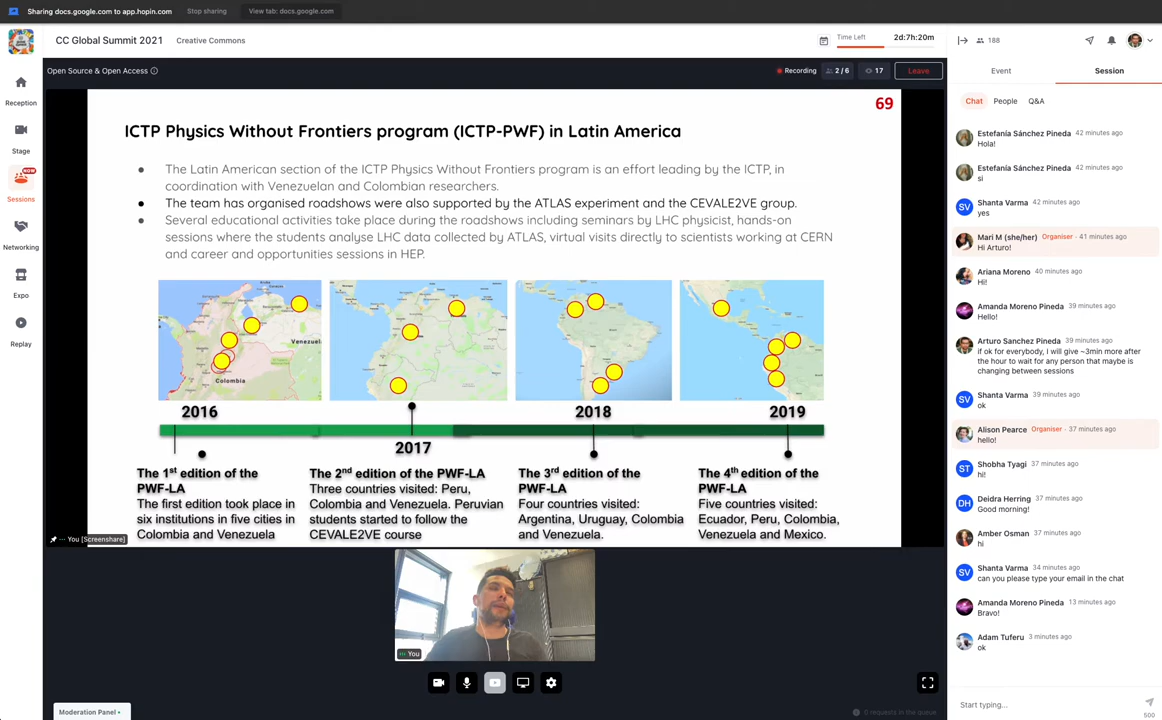 Sharing docs.google.com to app.hopin.com
Stop sharing
View tab: docs.google.com
CC Global Summit 2021
Creative Commons
Time Left
2d:7h:20m
188
Reception
Stage
NOW
Sessions
Networking
Expo
Replay
Open Source & Open Access
Recording
2 / 6
17
Leave
69
ICTP Physics Without Frontiers program (ICTP-PWF) in Latin America
The Latin American section of the ICTP Physics Without Frontiers program is an effort leading by the ICTP, in
coordination with Venezuelan and Colombian researchers.
The team has organised roadshows were also supported by the ATLAS experiment and the CEVALE2VE group.
Several educational activities take place during the roadshows including seminars by LHC physicist, hands-on
sessions where the students analyse LHC data collected by ATLAS, virtual visits directly to scientists working at CERN
and career and opportunities sessions in HEP.
Venezuel
Colombia
2016
2017
2018
2019
The 1st edition of the
PWF-LA
The first edition took place in
six institutions in five cities in
Colombia and Venezuela
The 2nd edition of the PWF-LA
Three countries visited: Peru,
Colombia and Venezuela. Peruvian
students started to follow the
CEVALE2VE course
The 3rd edition of the
PWF-LA
Four countries visited:
Argentina, Uruguay, Colombia
and Venezuela.
The 4th edition of the
PWF-LA
Five countries visited:
Ecuador, Peru, Colombia,
Venezuela and Mexico.
You [Screenshare]
You
Moderation Panel
0 requests in the queue
Event
Session
Chat
People
Q&A
Estefanía Sánchez Pineda 42 minutes ago
Hola!
Estefanía Sánchez Pineda 42 minutes ago
si
SV
Shanta Varma 42 minutes ago
yes
Mari M (she/her) Organiser · 41 minutes ago
Hi Arturo!
Ariana Moreno 40 minutes ago
Hi!
Amanda Moreno Pineda 39 minutes ago
Hello!
Arturo Sanchez Pineda 39 minutes ago
if ok for everybody, I will give ~3min more after
the hour to wait for any person that maybe is
changing between sessions
SV
Shanta Varma 39 minutes ago
ok
Alison Pearce Organiser · 37 minutes ago
hello!
ST
Shobha Tyagi 37 minutes ago
hi!
DH
Deidra Herring 37 minutes ago
Good morning!
Amber Osman 37 minutes ago
hi
SV
Shanta Varma 34 minutes ago
can you please type your email in the chat
Amanda Moreno Pineda 13 minutes ago
Bravo!
Adam Tuferu 3 minutes ago
ok
Start typing...
500